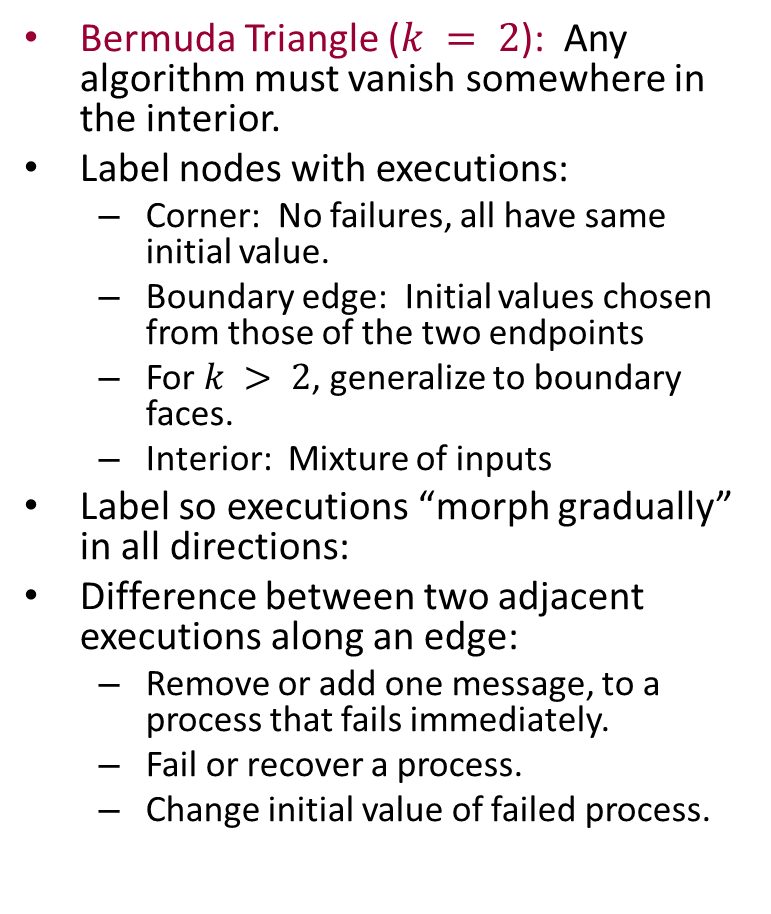 • Bermuda Triangle (k = 2): Any
algorithm must vanish somewhere in
the interior.
• Label nodes with executions:
– Corner: No failures, all have same
initial value.
– Boundary edge: Initial values chosen
from those of the two endpoints
– For k > 2, generalize to boundary
faces.
– Interior: Mixture of inputs
• Label so executions “morph gradually”
in all directions:
• Difference between two adjacent
executions along an edge:
– Remove or add one message, to a
process that fails immediately.
– Fail or recover a process.
– Change initial value of failed process.